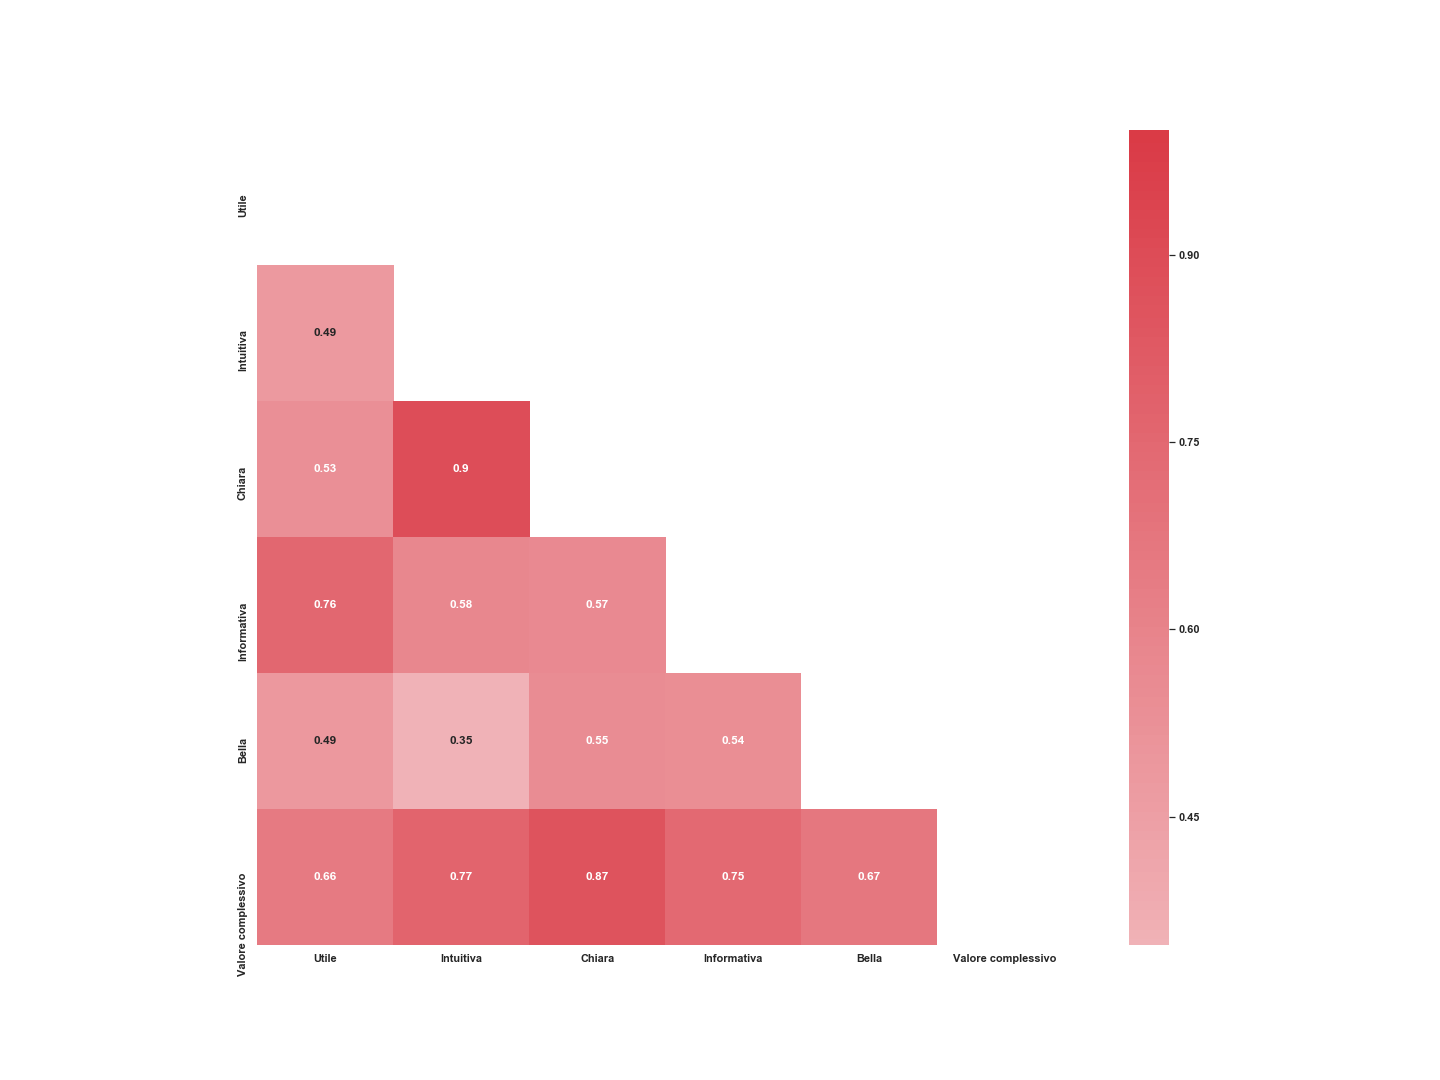 Utile
Intuitiva
0.49
Chiara
0.53 0.9
Informativa
0.76 0.58 0.57
Bella
0.49 0.35 0.55 0.54
Valore complessivo
0.66 0.77 0.87 0.75 0.67
Utile Intuitiva Chiara Informativa Bella Valore complessivo
0.90
0.75
0.60
0.45